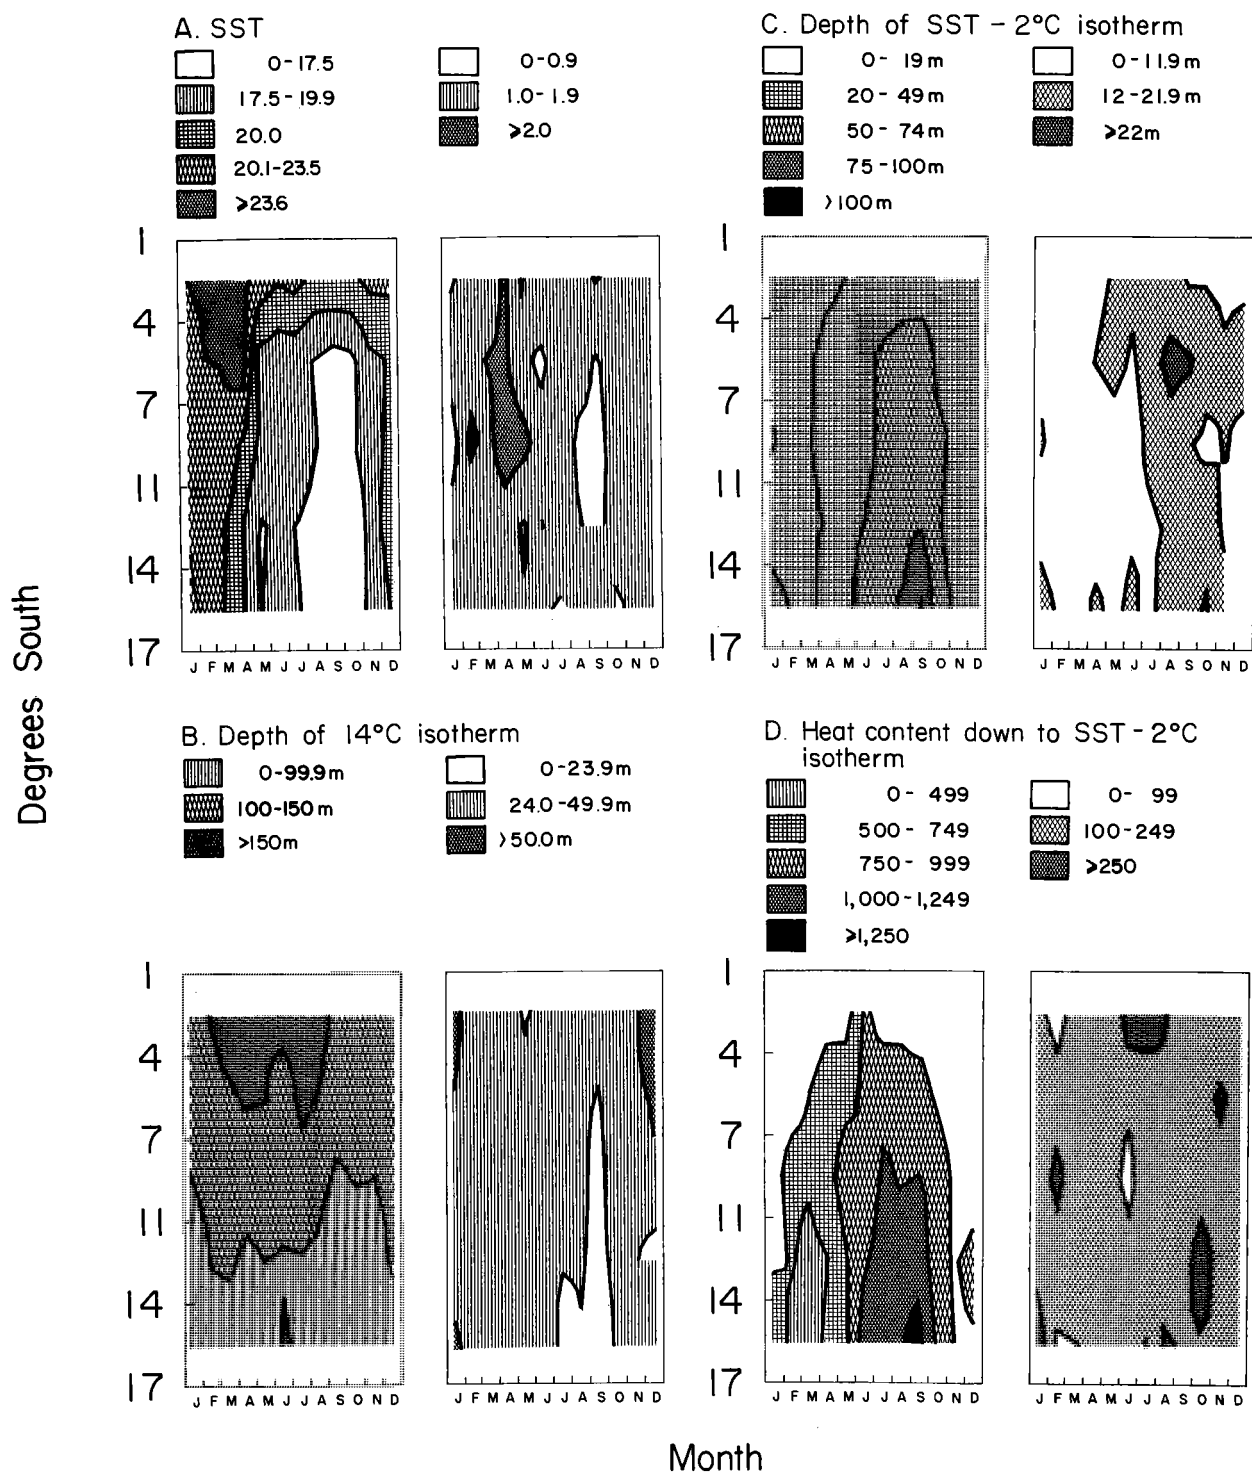 A. SST
0-17.5
17.5-19.9
20.0
20.1-23.5
≥23.6
0-0.9
1.0-1.9
≥2.0
C. Depth of SST - 2°C isotherm
0- 19m
20-49m
50-74m
75-100m
>100m
0-11.9m
12-21.9m
≥22m
1
4
7
11
14
17
J F M A M J J A S O N D
J F M A M J J A S O N D
1
4
7
11
14
17
J F M A M J J A S O N D
J F M A M J J A S O N D
Degrees South
B. Depth of 14°C isotherm
0-99.9m
100-150m
>150m
0-23.9m
24.0-49.9m
>50.0m
D. Heat content down to SST-2°C
isotherm
0- 499
500- 749
750- 999
1,000-1,249
≥1,250
0- 99
100-249
≥250
1
4
7
11
14
17
J F M A M J J A S O N D
J F M A M J J A S O N D
1
4
7
11
14
17
J F M A M J J A S O N D
J F M A M J J A S O N D
Month